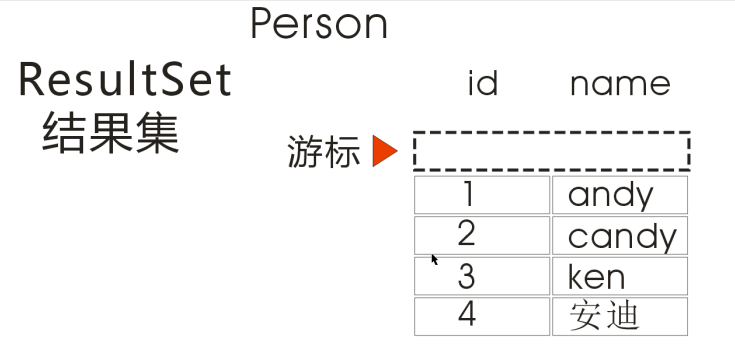 Person
ResultSet
结果集
id name
游标
1 andy
2 candy
3 ken
4 安迪